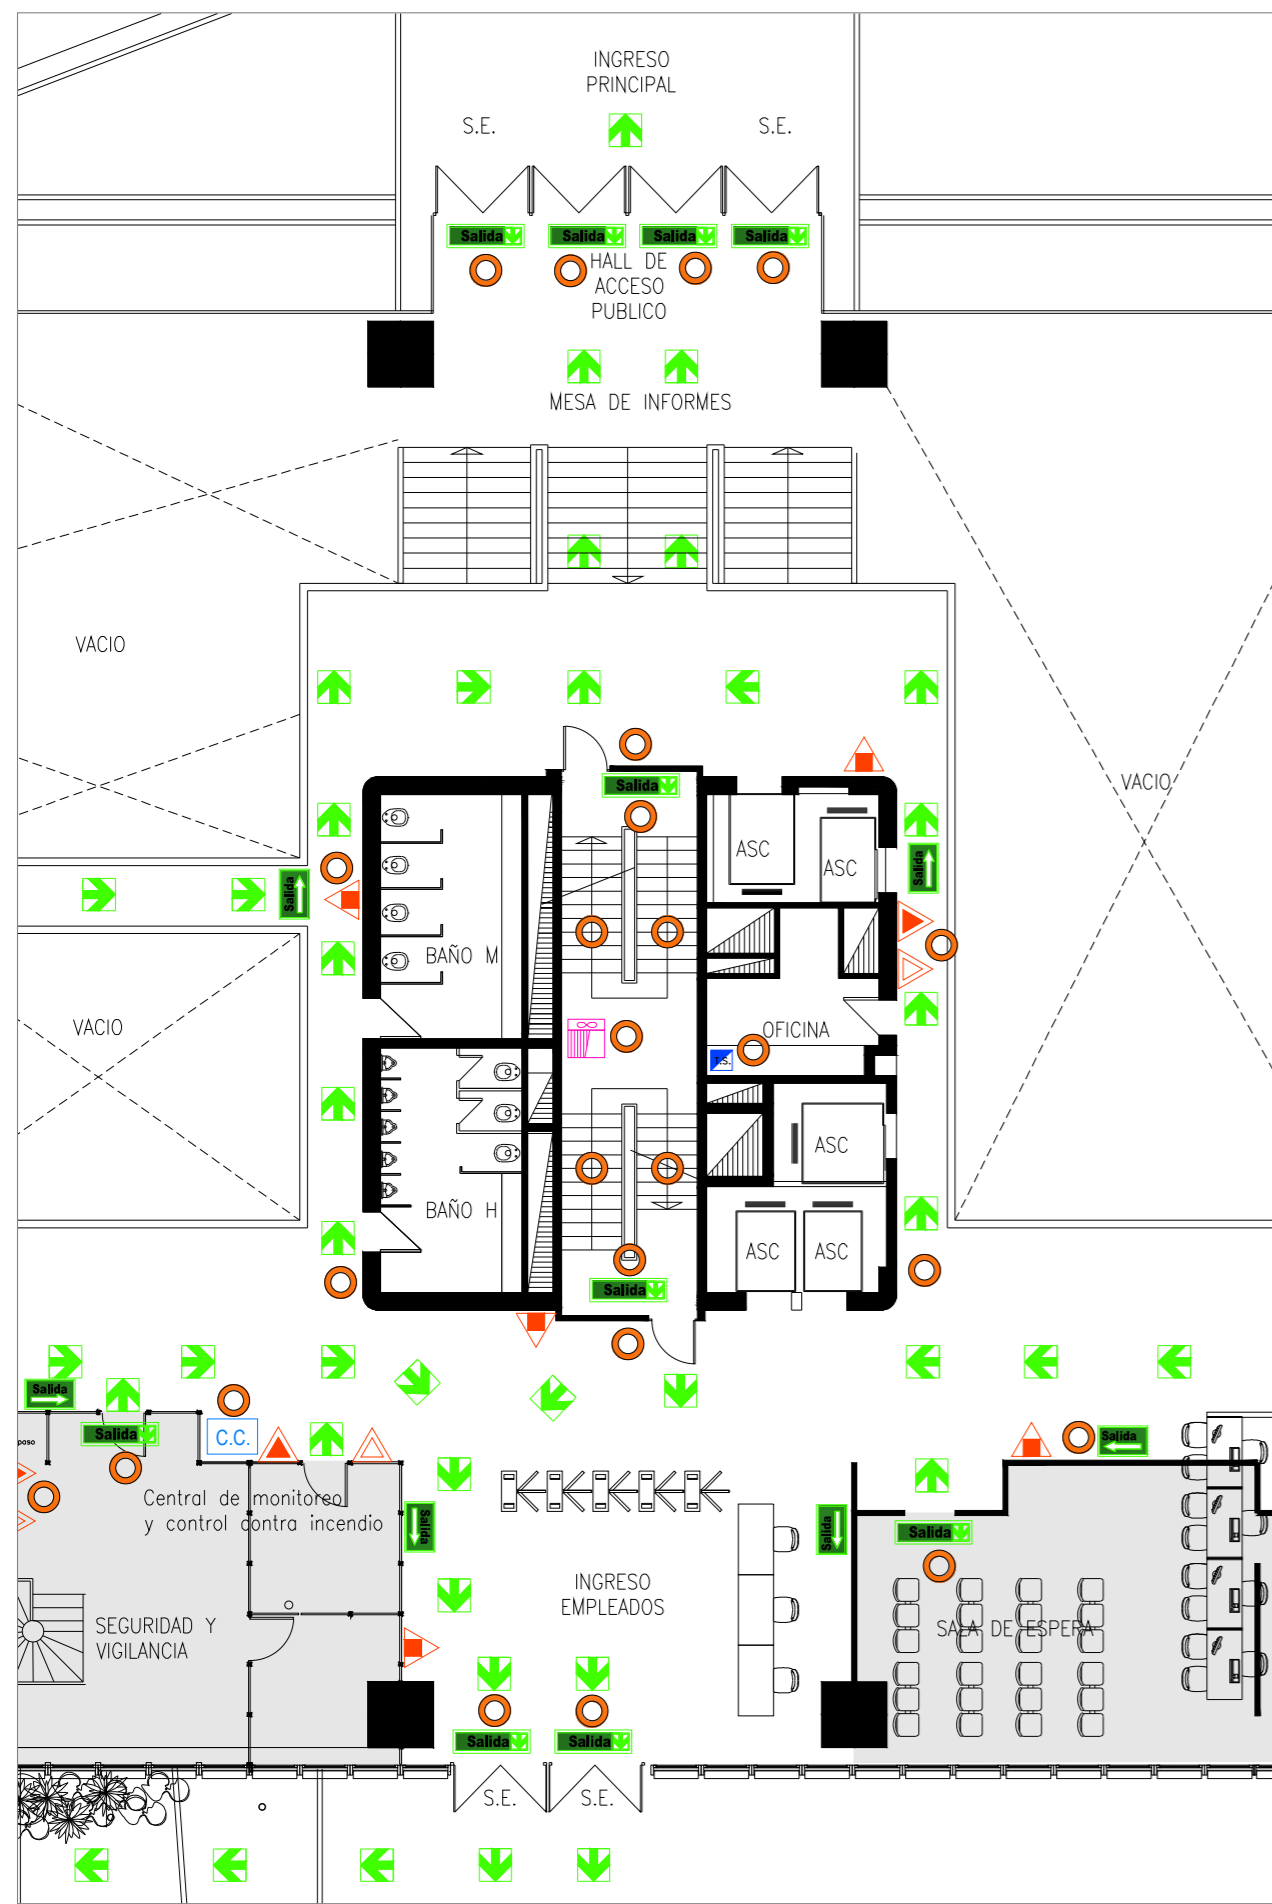 INGRESO
PRINCIPAL
S.E.
S.E.
Salida
Salida
Salida
Salida
HALL DE
ACCESO
PUBLICO
MESA DE INFORMES
VACIO
VACIO
Salida
ASC
ASC
Salida
Salida
BAÑO M
VACIO
OFICINA
T.S.
ASC
BAÑO H
ASC
ASC
Salida
Salida
Salida
C.C.
Salida
paso
Central de monitoreo
y control contra incendio
Salida
Salida
Salida
INGRESO
EMPLEADOS
SEGURIDAD Y
VIGILANCIA
SALA DE ESPERA
Salida
Salida
S.E.
S.E.